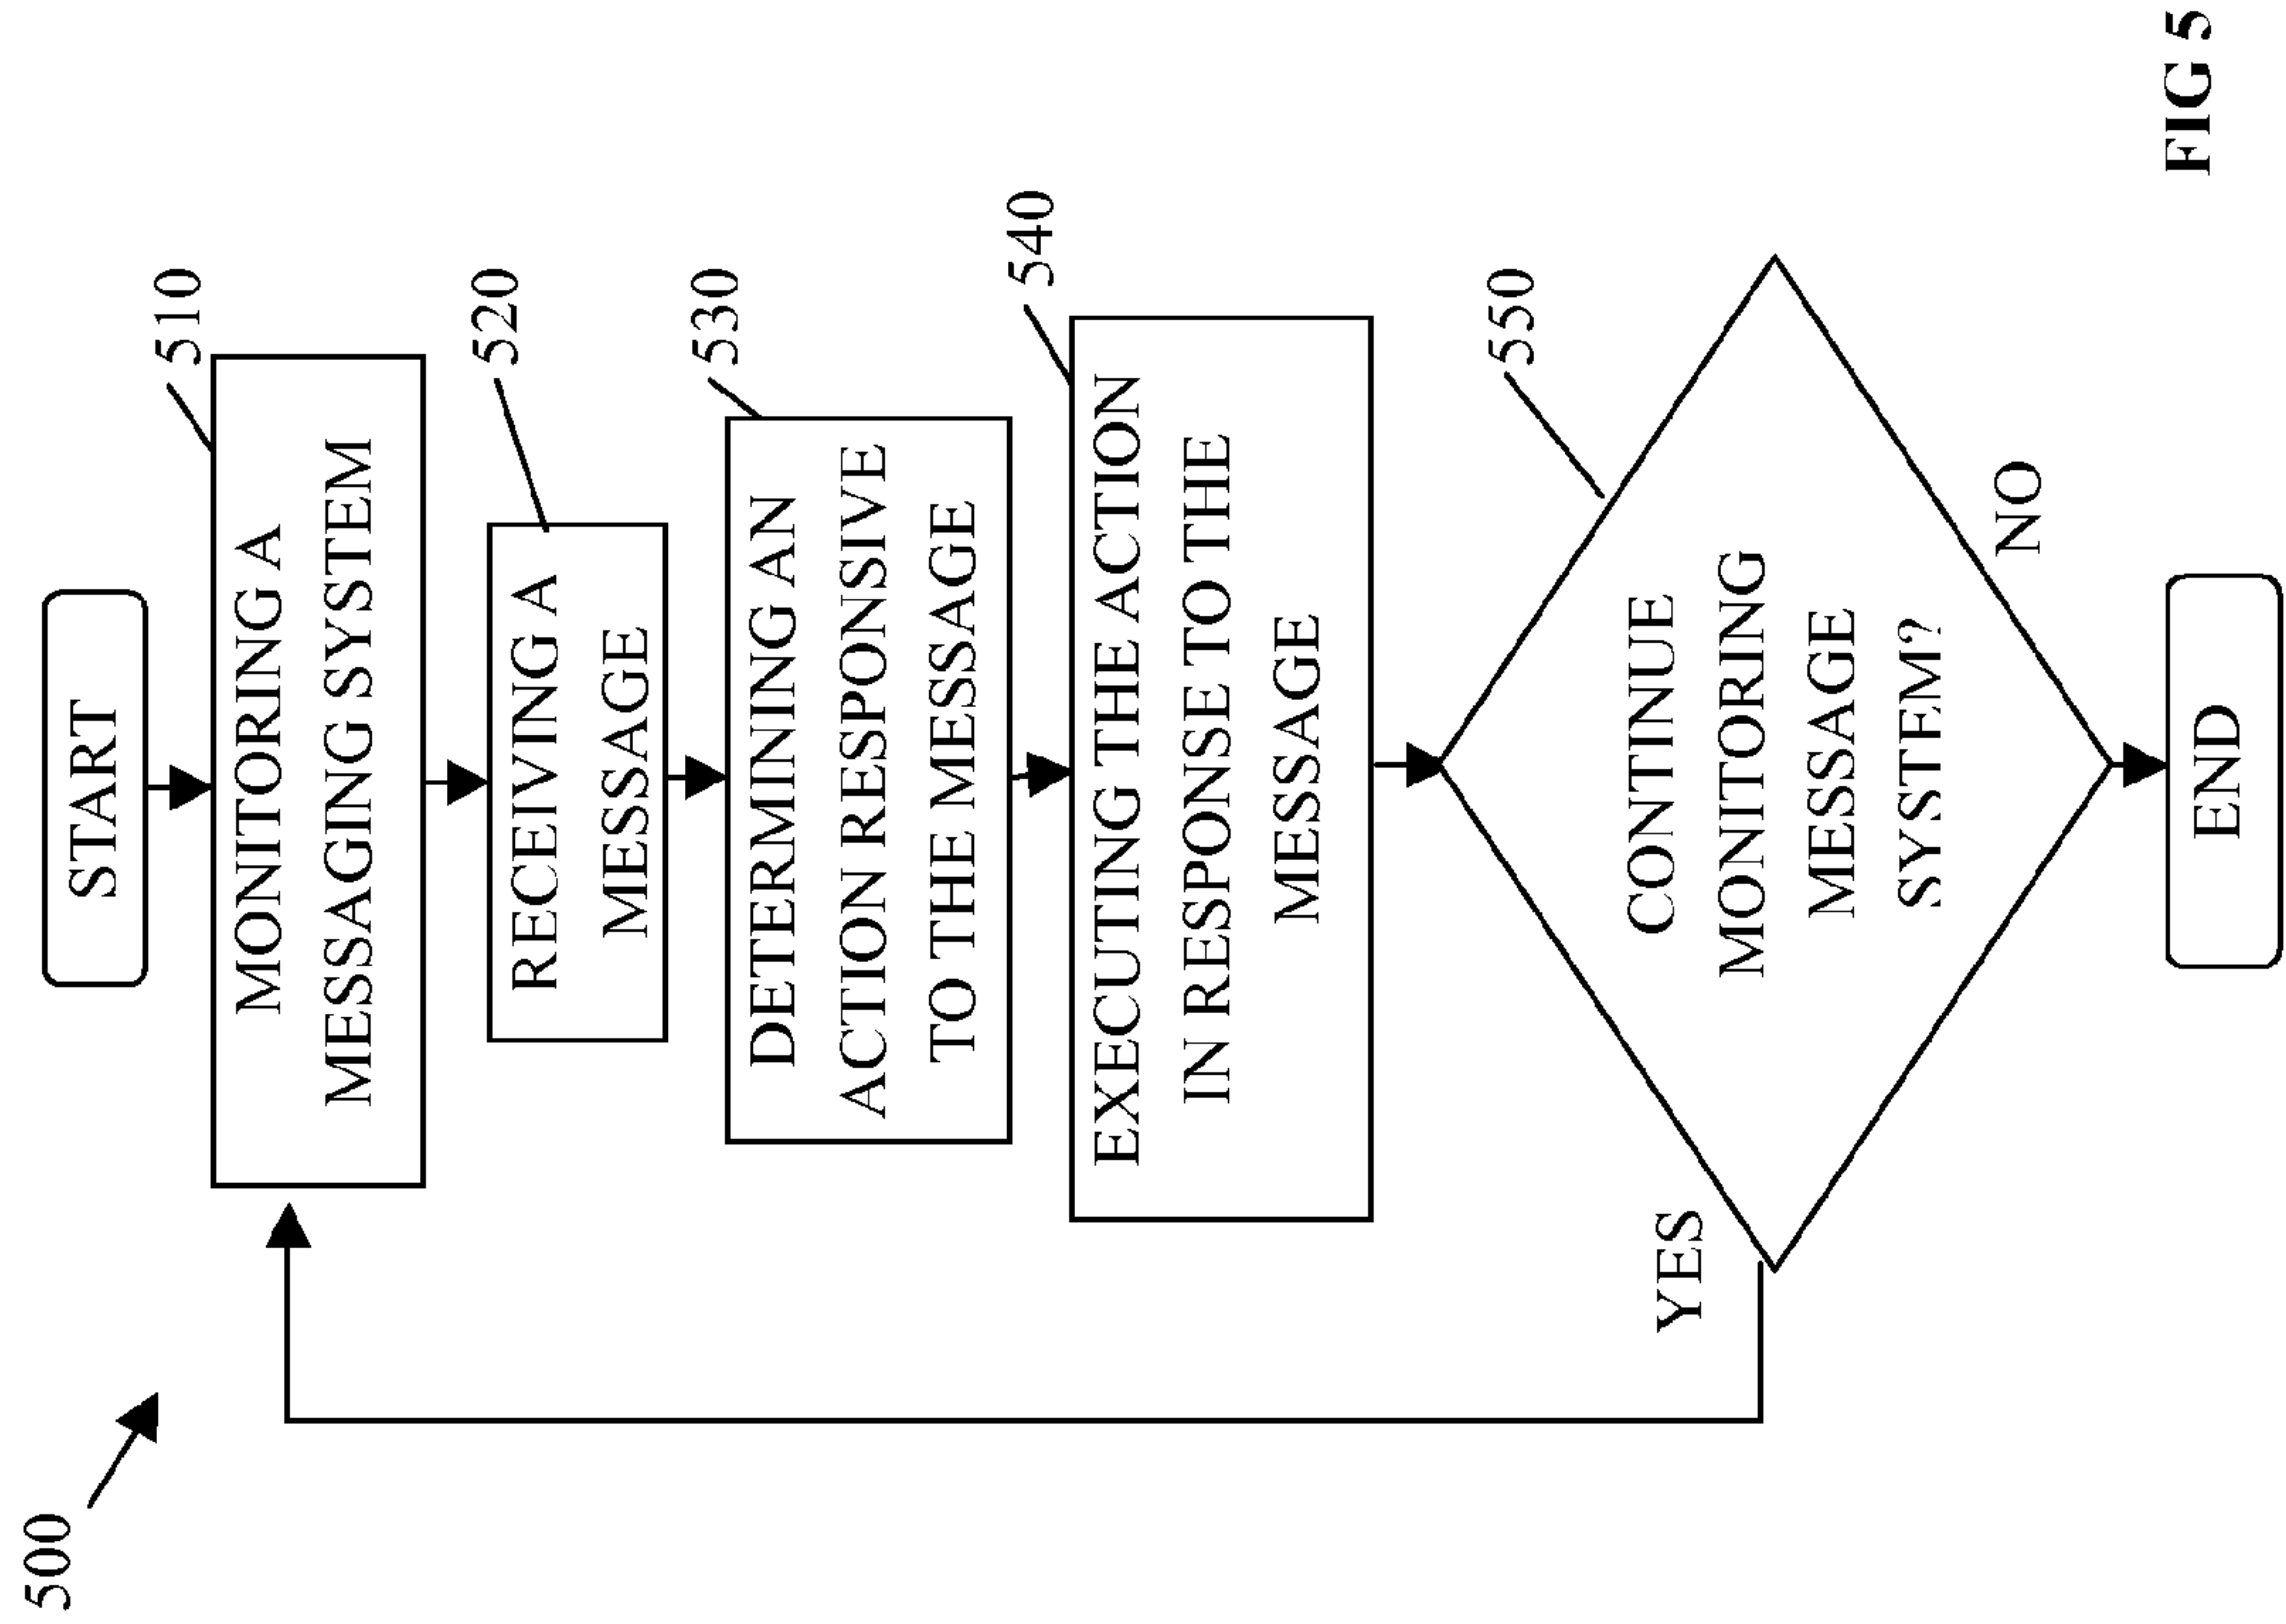 500
START
510
MONITORING A
MESSAGING SYSTEM
520
RECEIVING A
MESSAGE
530
DETERMINING AN
ACTION RESPONSIVE
TO THE MESSAGE
540
EXECUTING THE ACTION
IN RESPONSE TO THE
MESSAGE
550
CONTINUE
MONITORING
MESSAGE
SYSTEM?
YES
NO
END
FIG 5